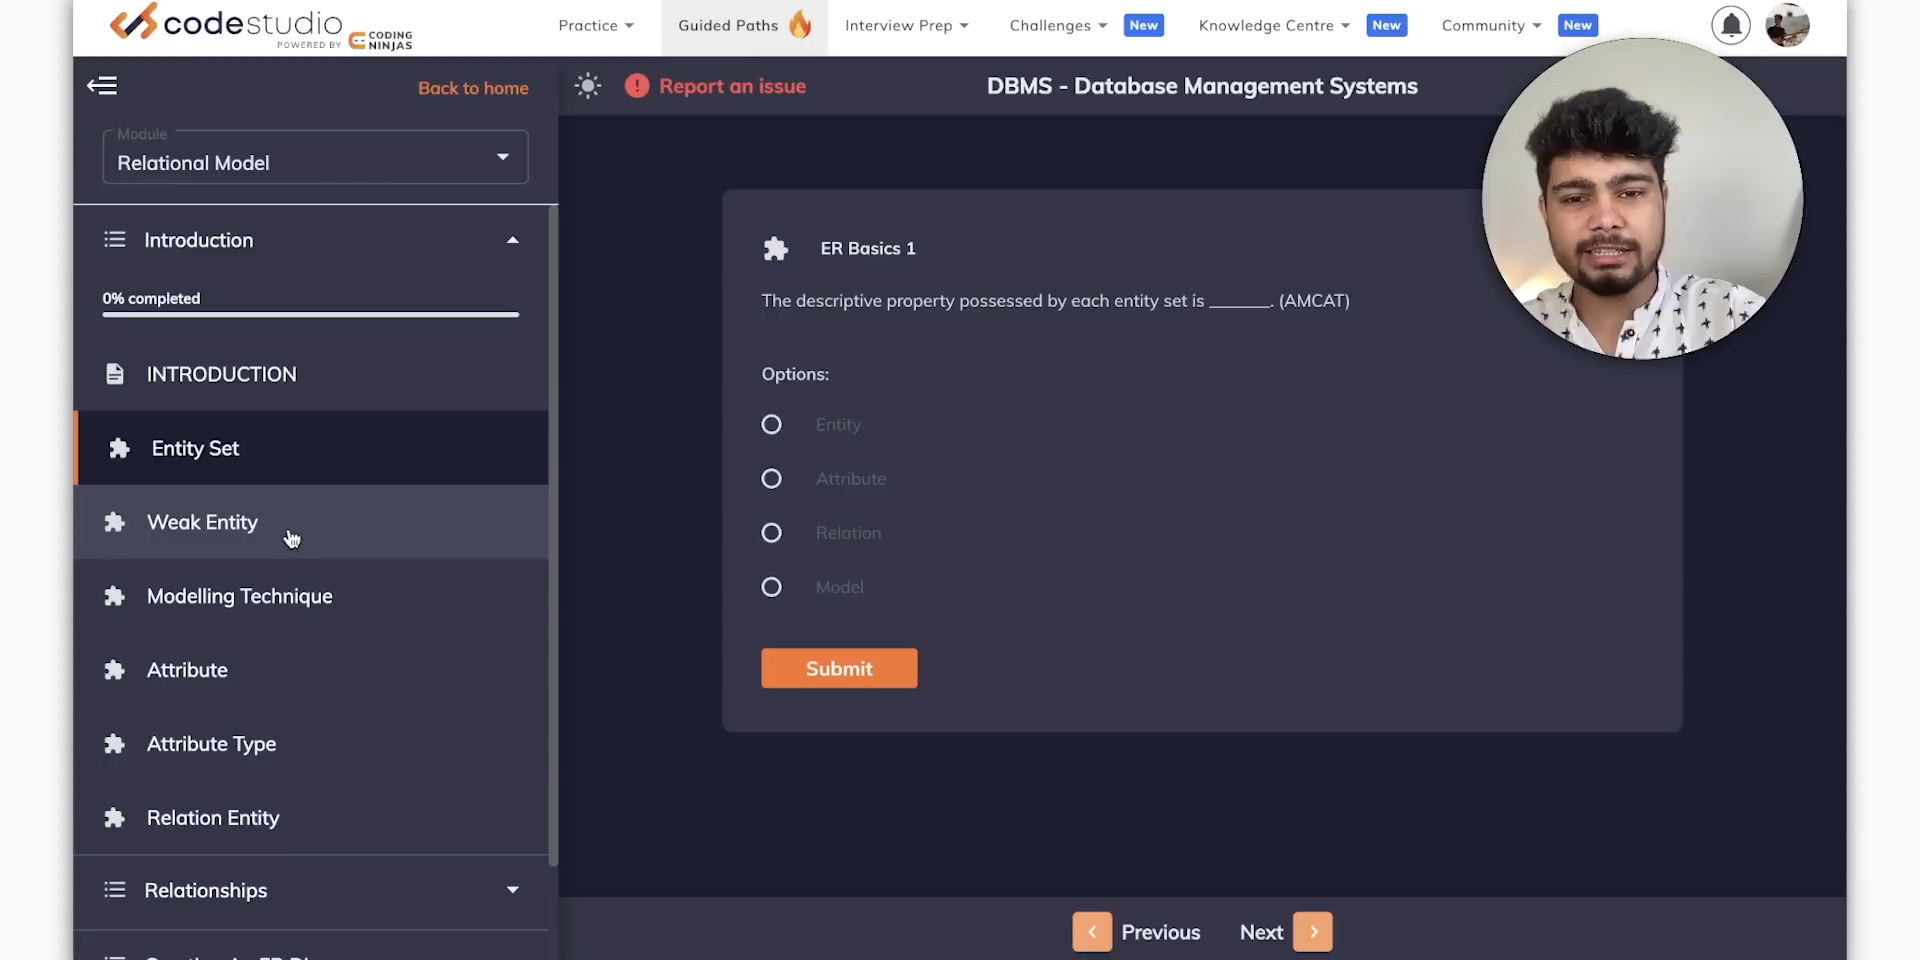 codestudio
POWERED BY CODING NINJAS
Practice
Guided Paths
Interview Prep
Challenges
New
Knowledge Centre
New
Community
New
Back to home
Report an issue
DBMS - Database Management Systems
Module
Relational Model
Introduction
0% completed
INTRODUCTION
Entity Set
Weak Entity
Modelling Technique
Attribute
Attribute Type
Relation Entity
Relationships
ER Basics 1
The descriptive property possessed by each entity set is ______. (AMCAT)
Options:
Entity
Attribute
Relation
Model
Submit
Previous
Next